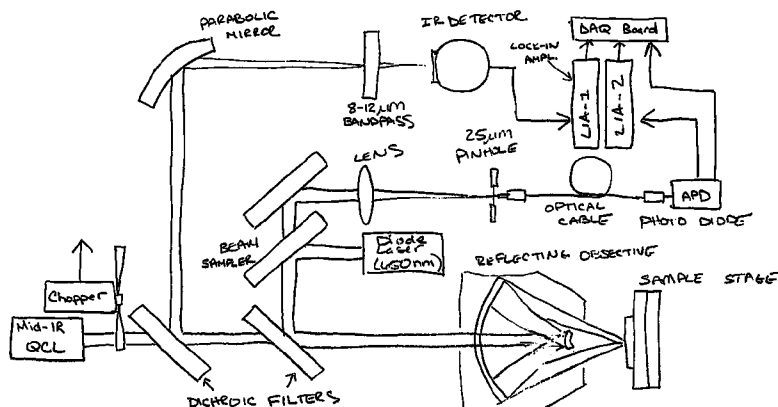 PARABOLIC
MIRROR
IR DETECTOR
DAQ Board
LOCK-IN
AMPL.
LIA-1
LIA-2
8-12µm
BANDPASS
25µm
PINHOLE
LENS
OPTICAL
CABLE
APD
PHOTO DIODE
BEAM
SAMPLER
Diode
Laser
(450nm)
REFLECTING OBJECTIVE
SAMPLE STAGE
Chopper
Mid-IR
QCL
DICHROIC FILTERS